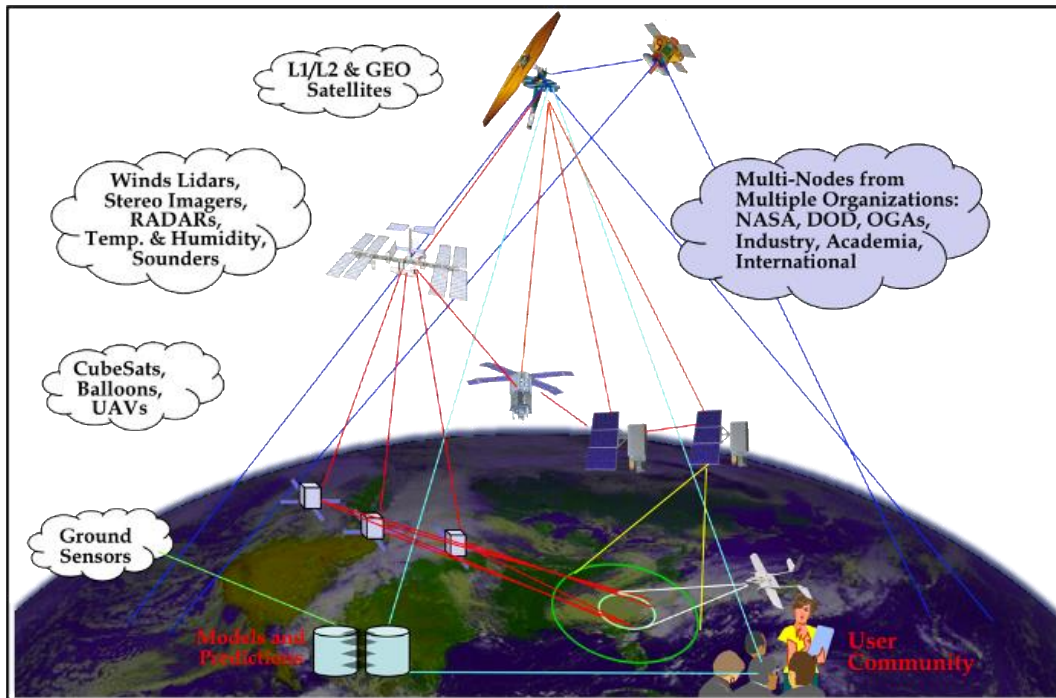 L1/L2 & GEO
Satellites
Winds Lidars,
Stereo Imagers,
RADARs,
Temp. & Humidity,
Sounders
Multi-Nodes from
Multiple Organizations:
NASA, DOD, OGAs,
Industry, Academia,
International
CubeSats,
Balloons,
UAVs
Ground
Sensors
Models and
Predictions
User
Community